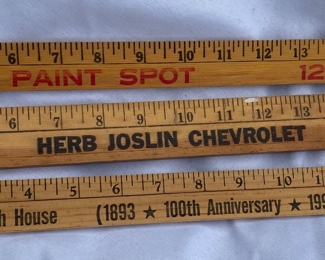 6 7 8 9 10 11 12 13
PAINT SPOT 12
6 7 8 9 10 11 12 13
HERB JOSLIN CHEVROLET
4 5 6 7 8 9 10
h House (1893 ★ 100th Anniversary ★ 199